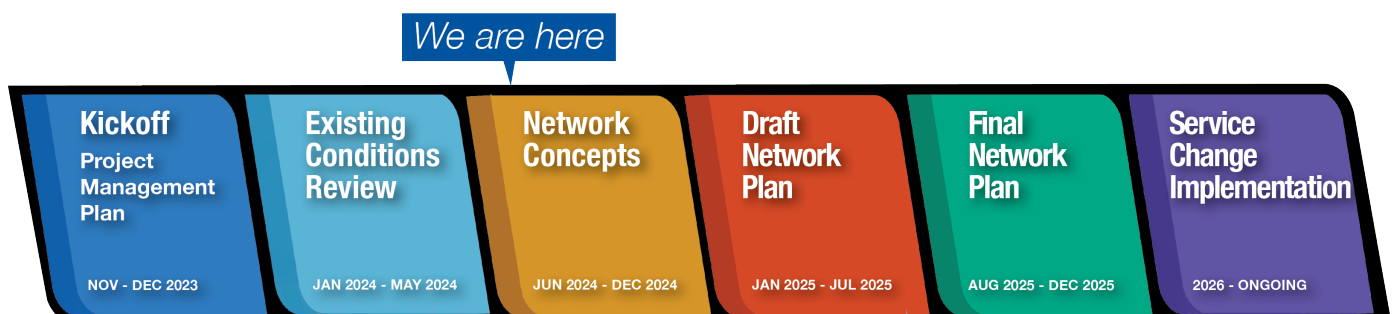 We are here
Kickoff
Project
Management
Plan
NOV - DEC 2023
Existing
Conditions
Review
JAN 2024 - MAY 2024
Network
Concepts
JUN 2024 - DEC 2024
Draft
Network
Plan
JAN 2025 - JUL 2025
Final
Network
Plan
AUG 2025 - DEC 2025
Service
Change
Implementation
2026 - ONGOING